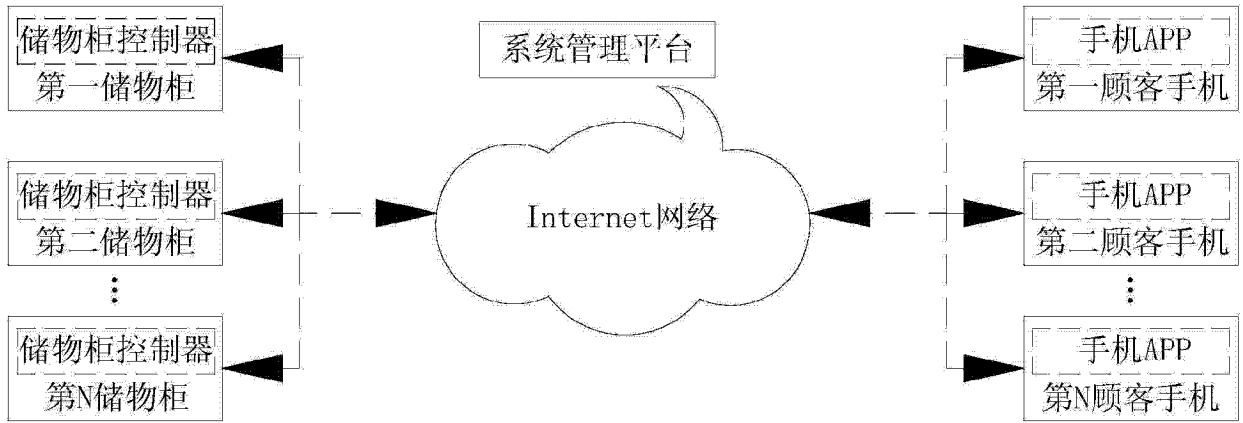 储物柜控制器
第一储物柜
储物柜控制器
第二储物柜
储物柜控制器
第N储物柜
系统管理平台
Internet网络
手机APP
第一顾客手机
手机APP
第二顾客手机
手机APP
第N顾客手机